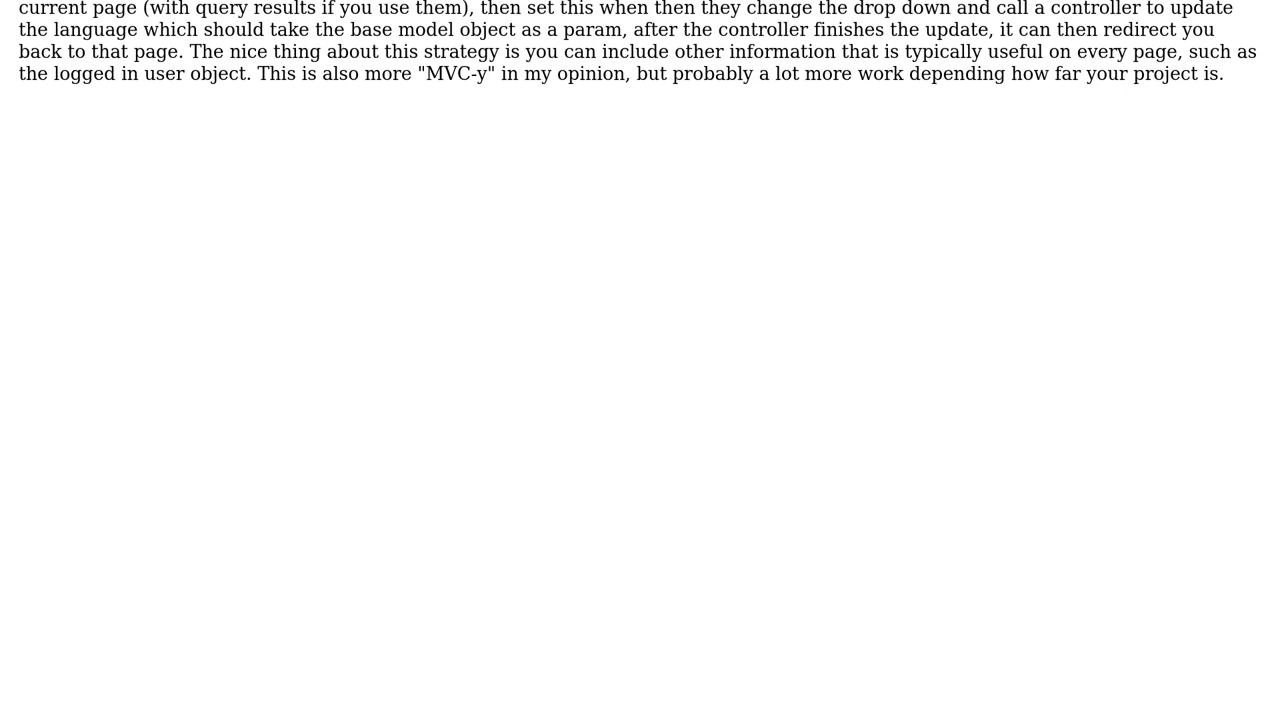 current page (with query results if you use them), then set this when then they change the drop down and call a controller to update
the language which should take the base model object as a param, after the controller finishes the update, it can then redirect you
back to that page. The nice thing about this strategy is you can include other information that is typically useful on every page, such as
the logged in user object. This is also more "MVC-y" in my opinion, but probably a lot more work depending how far your project is.